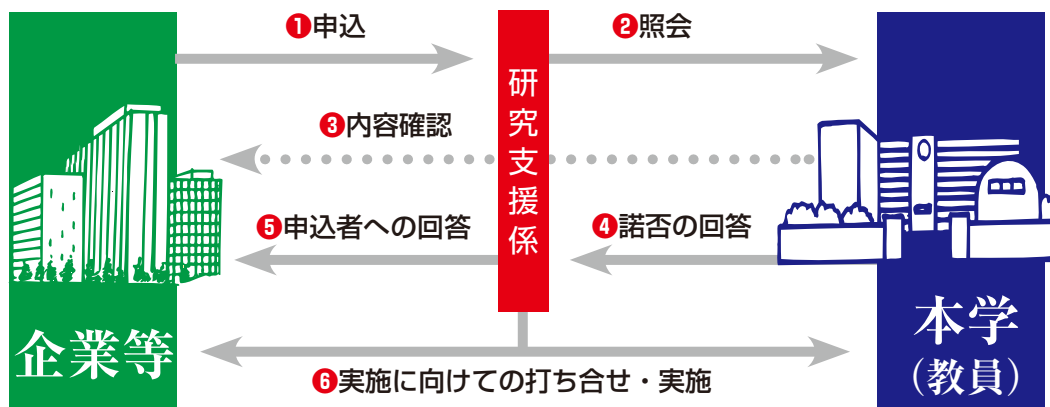 ❶申込
❷照会
研究支援係
❸内容確認
❺申込者への回答
❹諾否の回答
企業等
本学
（教員）
❻実施に向けての打ち合せ・実施